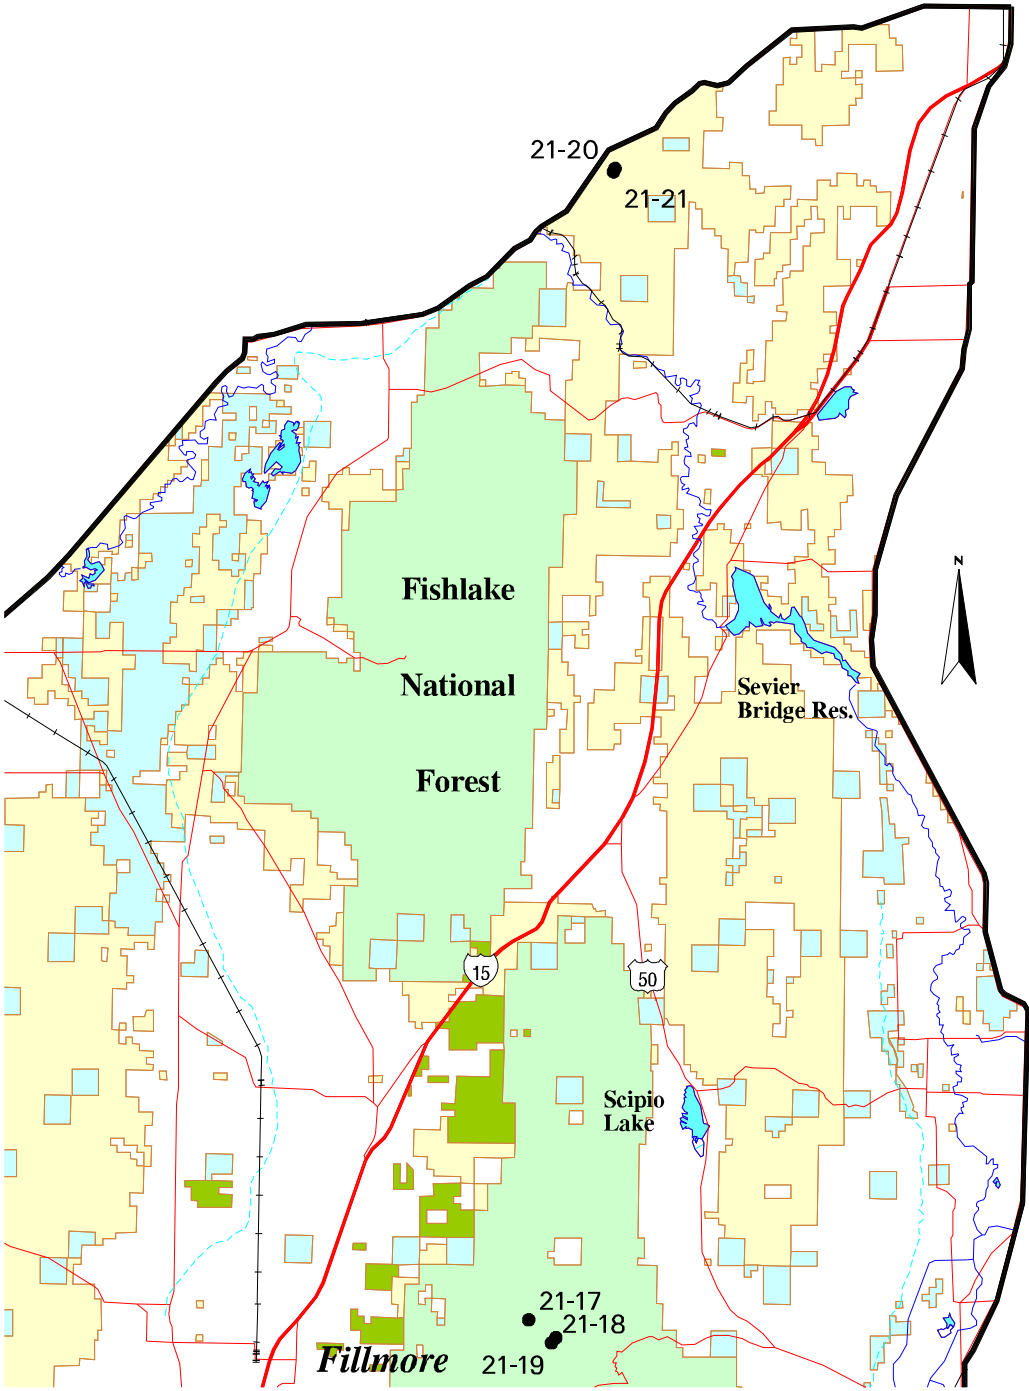 21-20
21-21
N
Fishlake
National
Forest
Sevier
Bridge Res.
15
50
Scipio
Lake
21-17
21-18
21-19
Fillmore